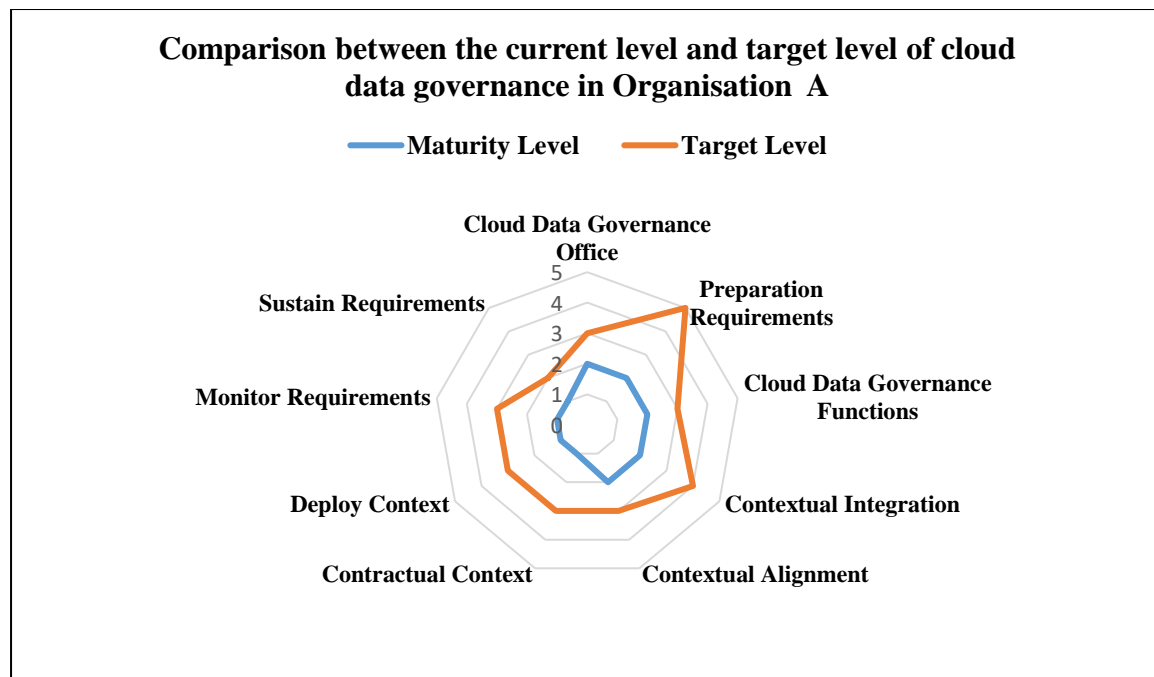 Comparison between the current level and target level of cloud
data governance in Organisation A
Maturity Level
Target Level
Cloud Data Governance
Office
5
4
3
2
1
0
Preparation
Requirements
Cloud Data Governance
Functions
Contextual Integration
Contextual Alignment
Contractual Context
Deploy Context
Monitor Requirements
Sustain Requirements